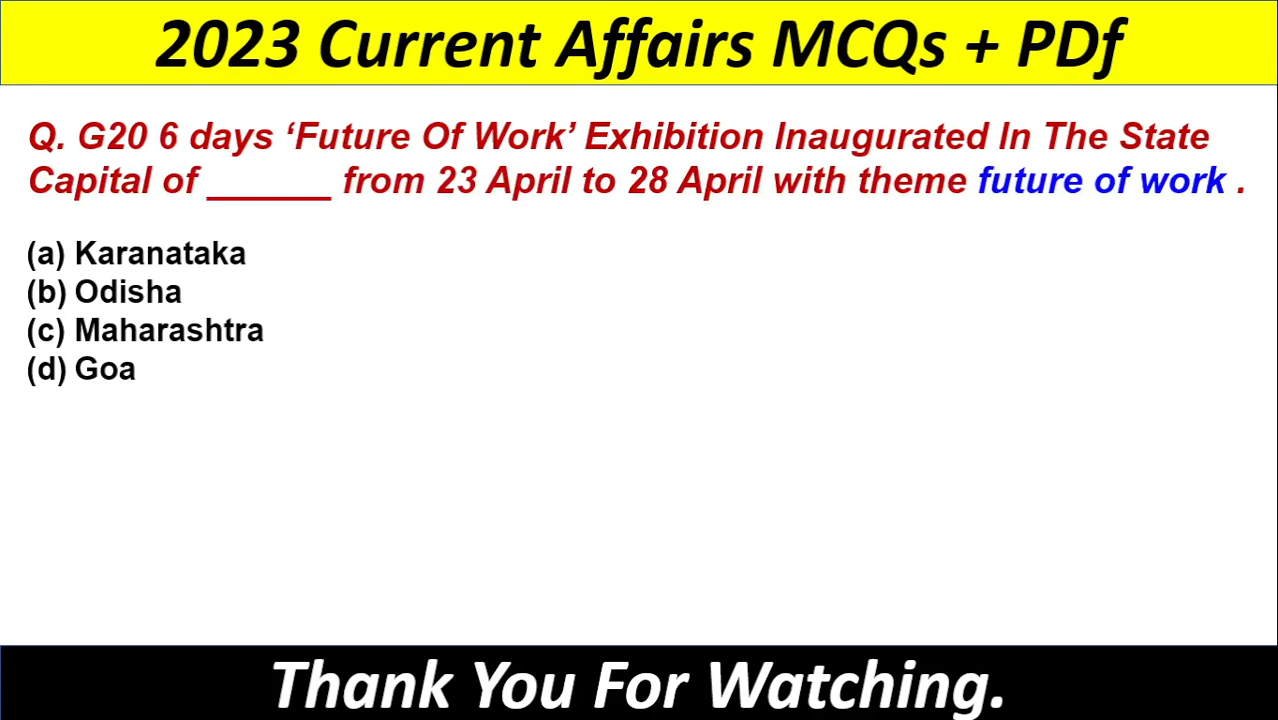 2023 Current Affairs MCQs + PDf
Q. G20 6 days ‘Future Of Work’ Exhibition Inaugurated In The State
Capital of ______ from 23 April to 28 April with theme future of work .
(a) Karanataka
(b) Odisha
(c) Maharashtra
(d) Goa
Thank You For Watching.